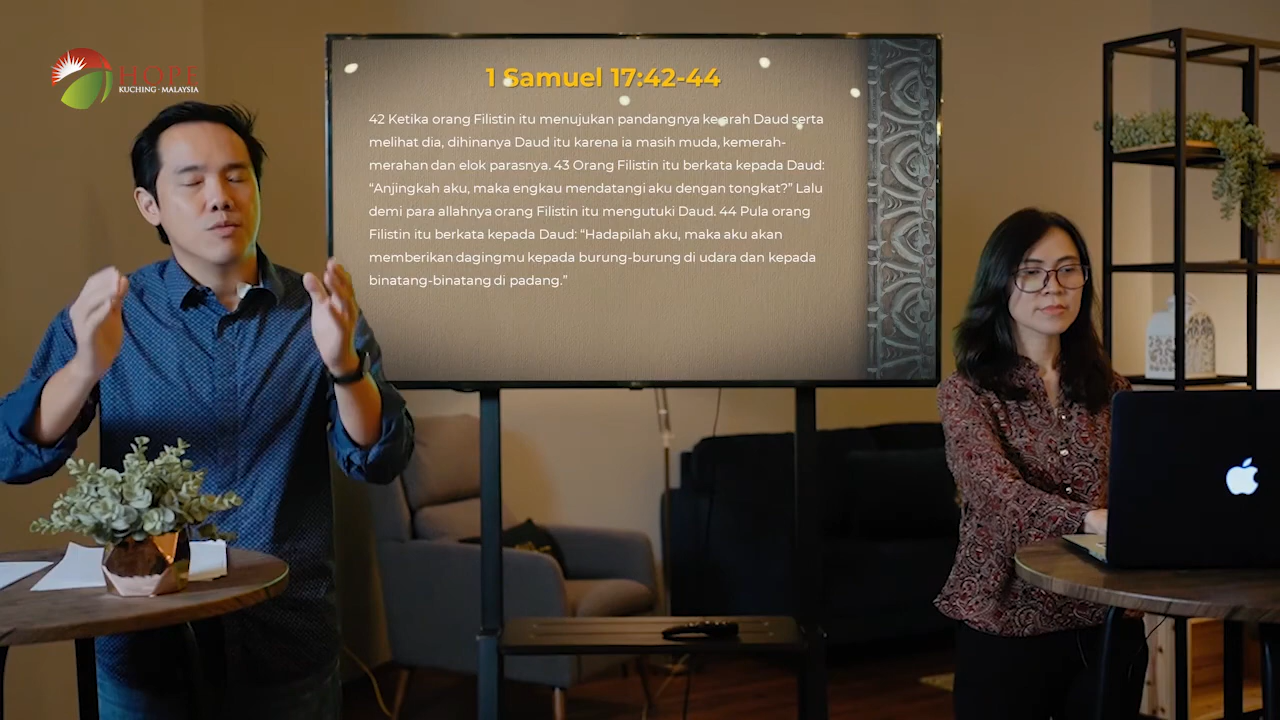 HOPE
KUCHING - MALAYSIA
1 Samuel 17:42-44
42 Ketika orang Filistin itu menujukan pandangnya ke arah Daud serta
melihat dia, dihinanya Daud itu karena ia masih muda, kemerah-
merahan dan elok parasnya. 43 Orang Filistin itu berkata kepada Daud:
“Anjingkah aku, maka engkau mendatangi aku dengan tongkat?” Lalu
demi para allahnya orang Filistin itu mengutuki Daud. 44 Pula orang
Filistin itu berkata kepada Daud: “Hadapilah aku, maka aku akan
memberikan dagingmu kepada burung-burung di udara dan kepada
binatang-binatang di padang.”